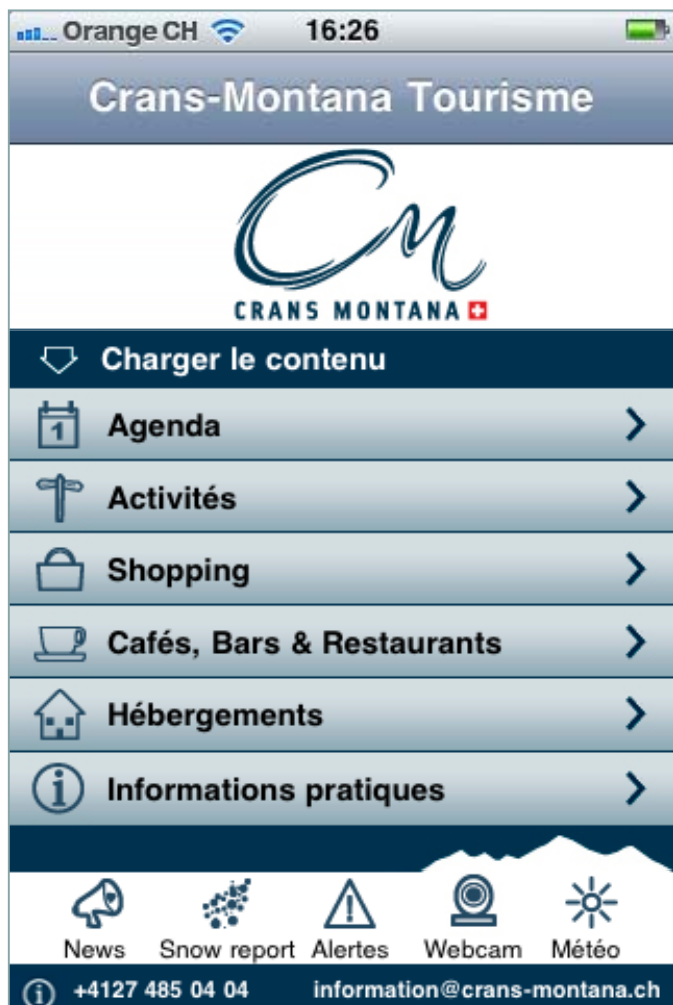 Orange CH 16:26
Crans-Montana Tourisme
CM
CRANS MONTANA
Charger le contenu
1 Agenda
Activités
Shopping
Cafés, Bars & Restaurants
Hébergements
i Informations pratiques
News Snow report Alertes Webcam Météo
i +4127 485 04 04 information@crans-montana.ch